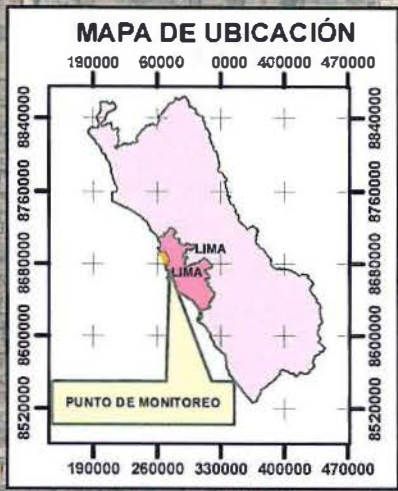 MAPA DE UBICACIÓN
190000 60000 0000 4000000 470000
8840000 8840000
8760000 8760000
LIMA
8680000 LIMA 8680000
8600000 8600000
PUNTO DE MONITOREO
8520000 8520000
190000 260000 330000 400000 470000